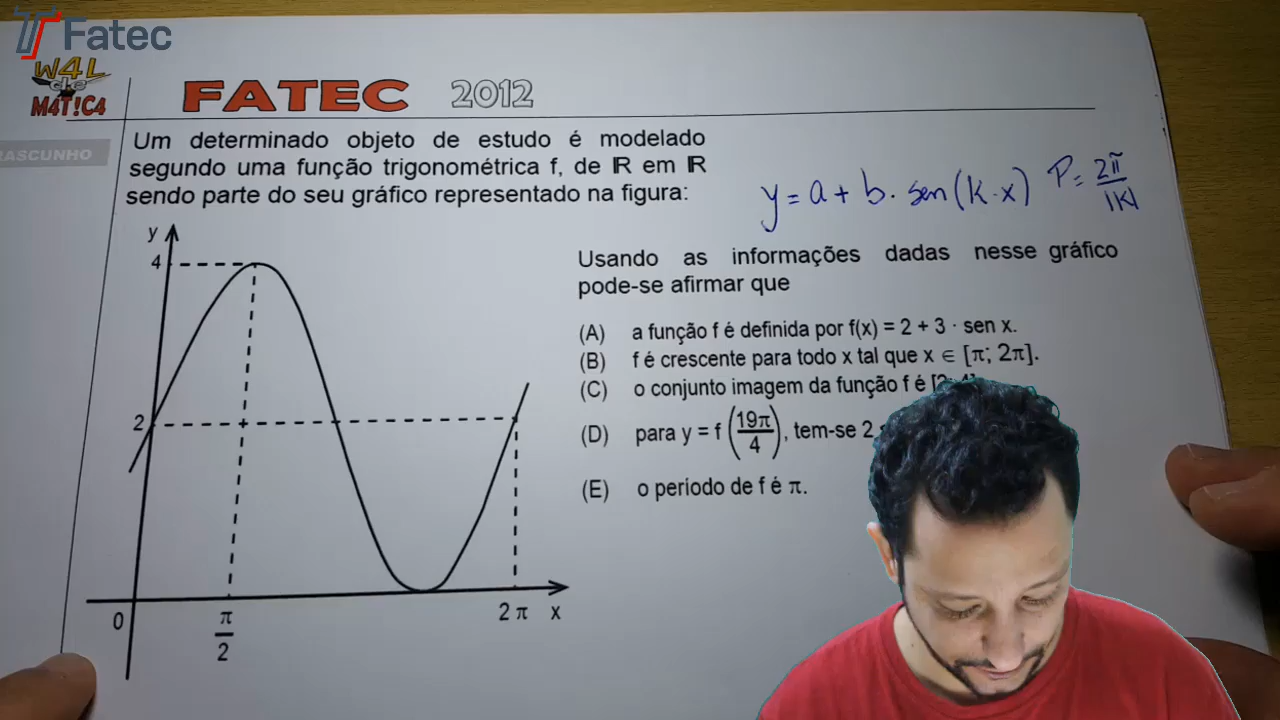 Fatec
W4L
de
M4T!C4
FATEC 2012
RASCUNHO
Um determinado objeto de estudo é modelado
segundo uma função trigonométrica f, de ℝ em ℝ
sendo parte do seu gráfico representado na figura:
y = a + b . sen(k . x) P = 2π/|k|
y
4
2
0
π/2
2 π x
Usando as informações dadas nesse gráfico
pode-se afirmar que
(A) a função f é definida por f(x) = 2 + 3 · sen x.
(B) f é crescente para todo x tal que x ∈ [π; 2π].
(C) o conjunto imagem da função f é
(D) para y = f(19π/4), tem-se 2
(E) o período de f é π.